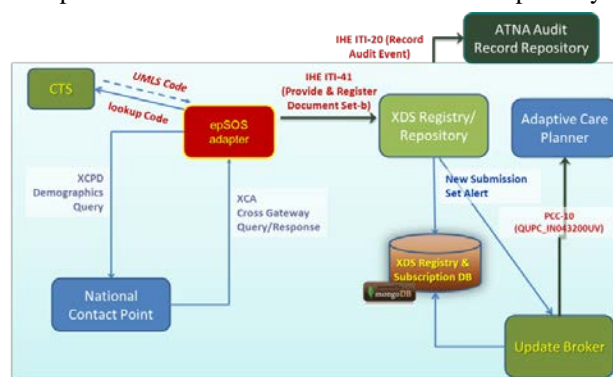 IHE ITI-20 (Record
Audit Event)
ATNA Audit
Record Repository
CTS
UMLS Code
lookup Code
epSOS
adapter
IHE ITI-41
(Provide & Register
Document Set-b)
XDS Registry/
Repository
Adaptive Care
Planner
XCPD
Demographics
Query
XCA
Cross Gateway
Query/Response
New Submission
Set Alert
PCC-10
(QUPC_IN043200UV)
XDS Registry &
Subscription DB
mongoDB
National
Contact Point
Update Broker